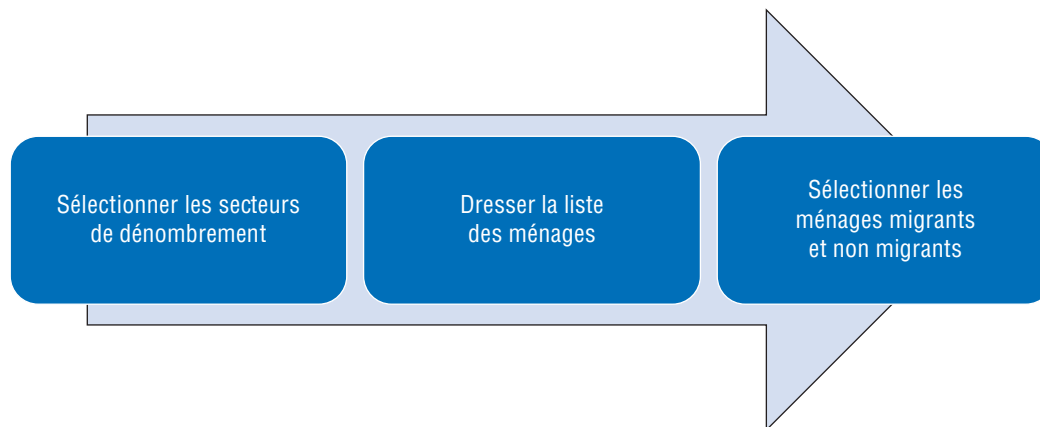 Sélectionner les secteurs
de dénombrement
Dresser la liste
des ménages
Sélectionner les
ménages migrants
et non migrants